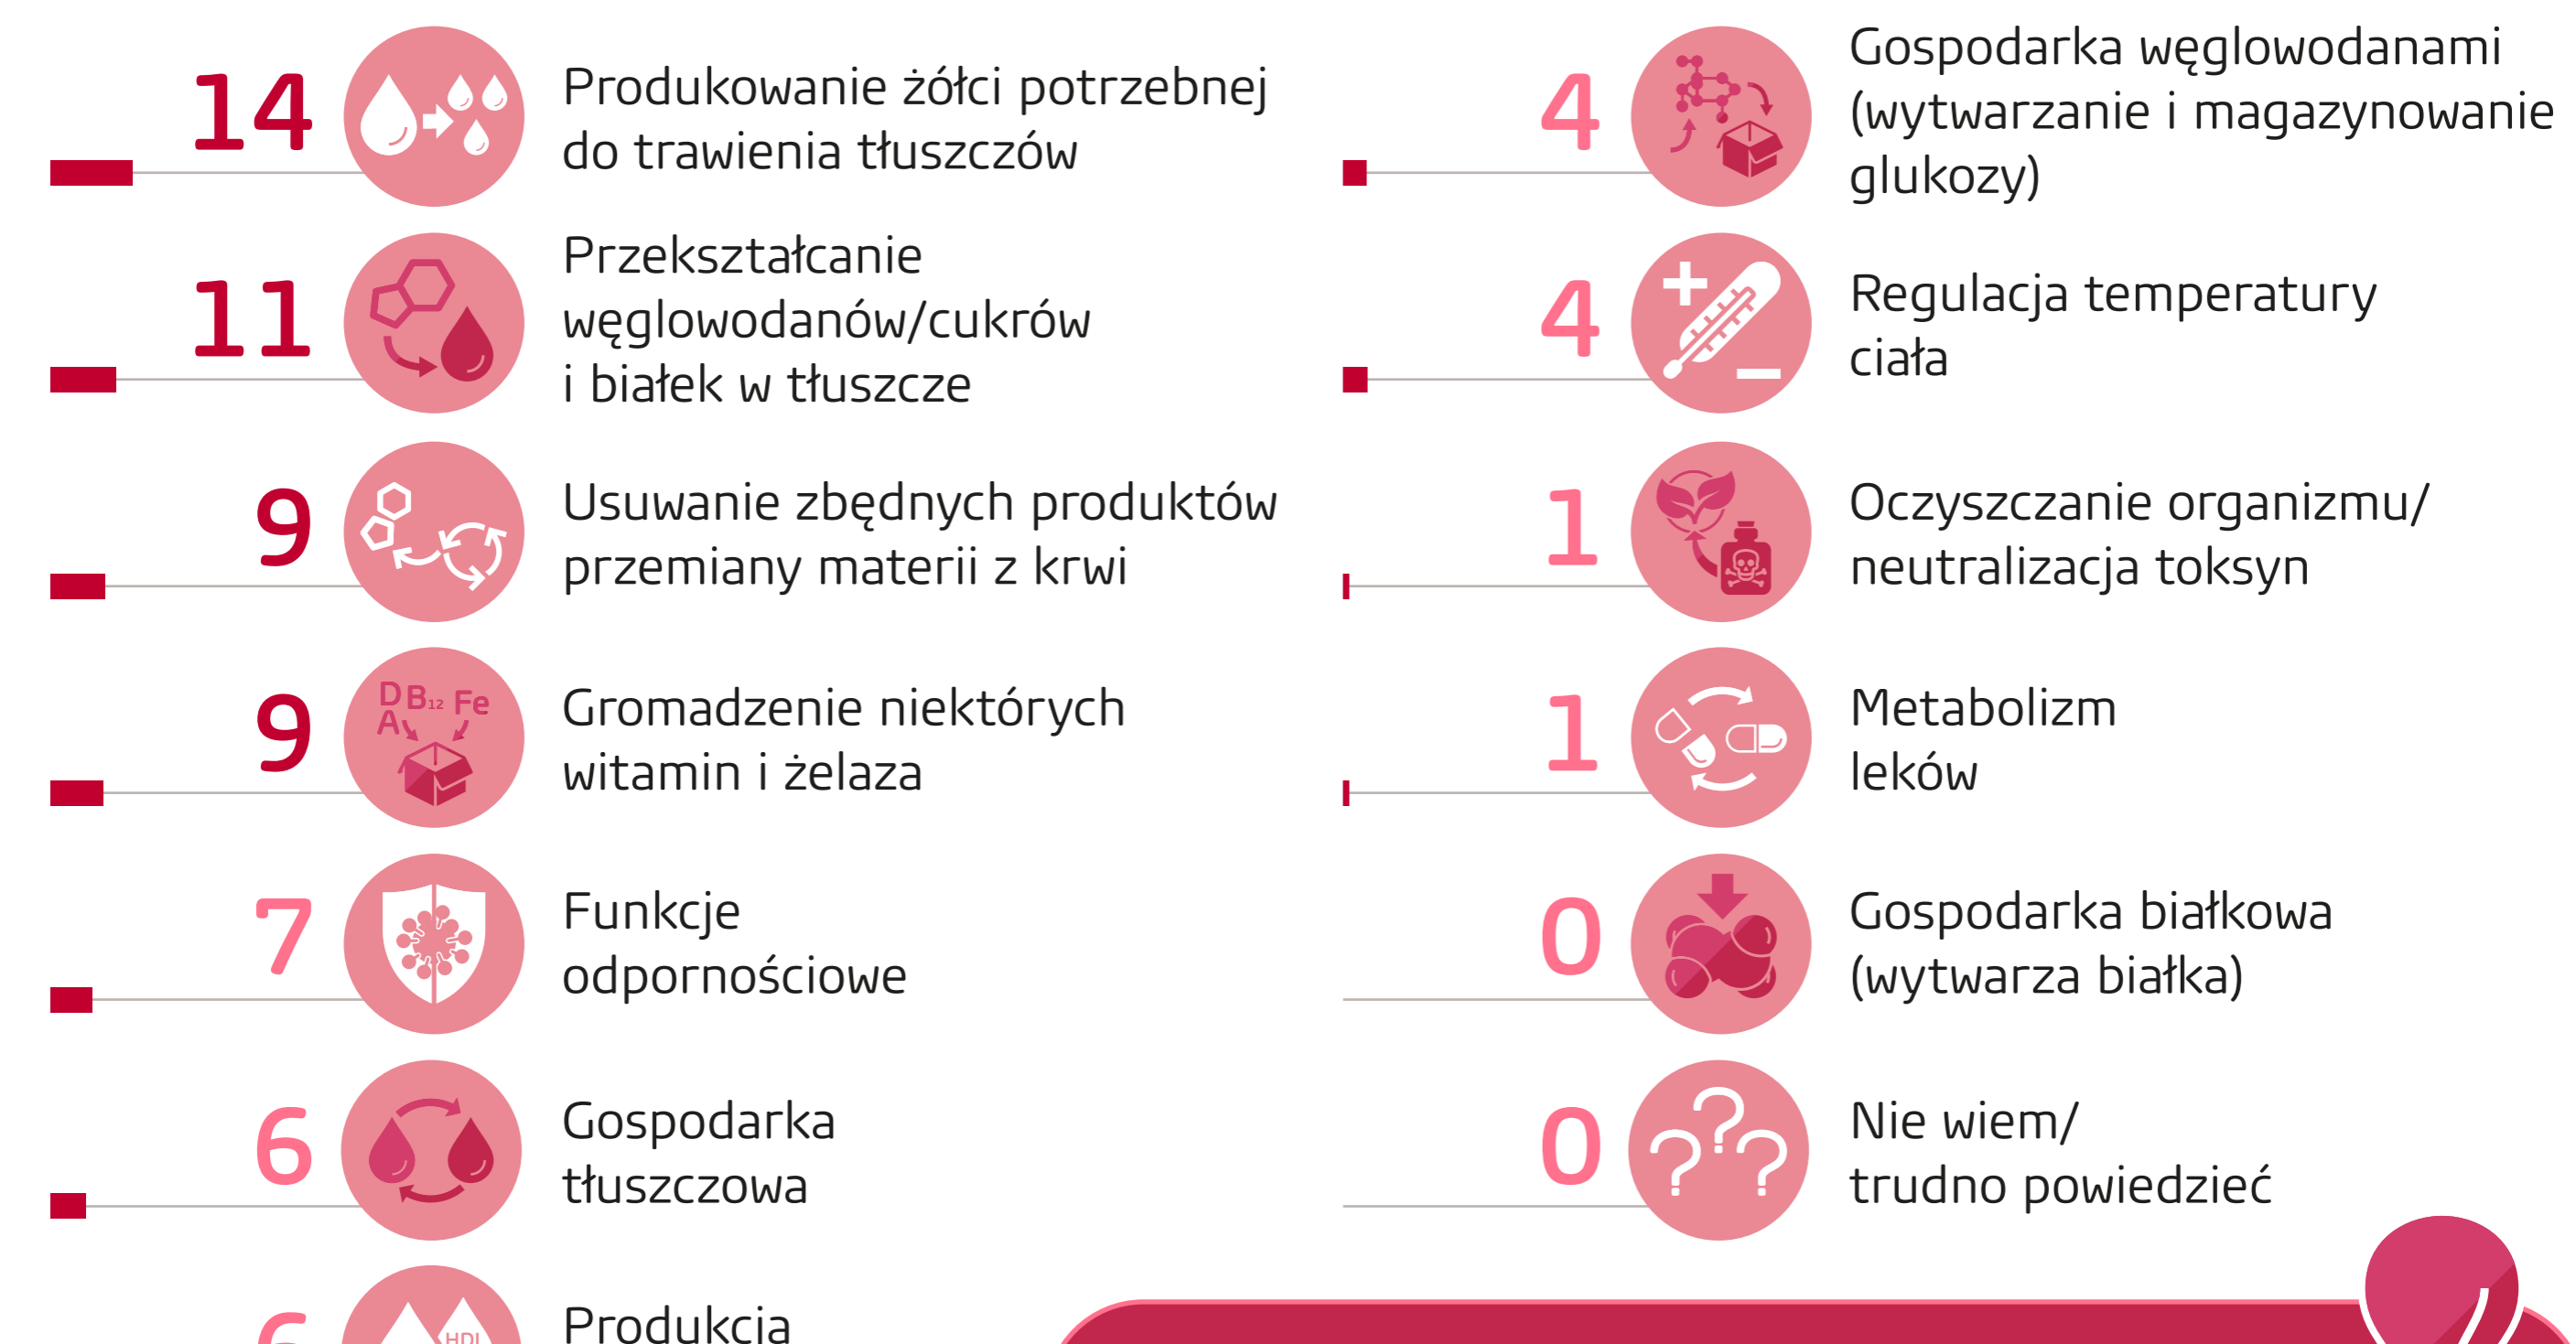 14
Produkowanie żółci potrzebnej
do trawienia tłuszczów
11
Przekształcanie
węglowodanów/cukrów
i białek w tłuszcze
9
Usuwanie zbędnych produktów
przemiany materii z krwi
9
D B₁₂ Fe
A
Gromadzenie niektórych
witamin i żelaza
7
Funkcje
odpornościowe
6
Gospodarka
tłuszczowa
6
HDL
Produkcja
4
Gospodarka węglowodanami
(wytwarzanie i magazynowanie
glukozy)
4
Regulacja temperatury
ciała
1
Oczyszczanie organizmu/
neutralizacja toksyn
1
Metabolizm
leków
0
Gospodarka białkowa
(wytwarza białka)
0
???
Nie wiem/
trudno powiedzieć